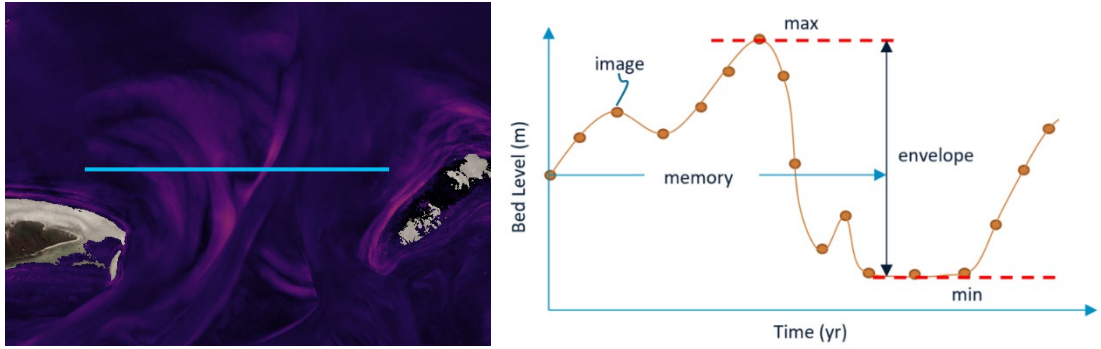 max
image
envelope
memory
Bed Level (m)
min
Time (yr)